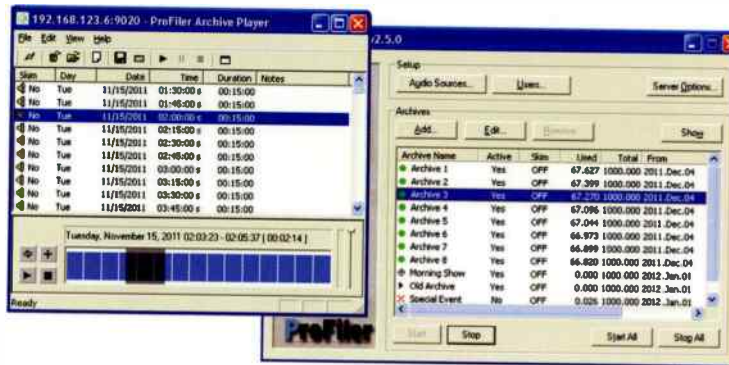 192.168.123.6:9020 - ProFiler Archive Player
File Edit View Help
Skim Day Date Time Duration Notes
No Tue 11/15/2011 01:30:00 s 00:15:00
No Tue 11/15/2011 01:45:00 s 00:15:00
No Tue 11/15/2011 02:00:00 s 00:15:00
No Tue 11/15/2011 02:15:00 s 00:15:00
No Tue 11/15/2011 02:30:00 s 00:15:00
No Tue 11/15/2011 02:45:00 s 00:15:00
No Tue 11/15/2011 03:00:00 s 00:15:00
No Tue 11/15/2011 03:15:00 s 00:15:00
No Tue 11/15/2011 03:30:00 s 00:15:00
No Tue 11/15/2011 03:45:00 s 00:15:00
Tuesday, November 15, 2011 02:03:23 - 02:05:37 [ 00:02:14 ]
Ready
v2.5.0
Setup
Audio Sources... Users... Server Options...
Archives
Add... Edit... Remove Show
Archive Name Active Skim Used Total From
Archive 1 Yes OFF 67.627 1000.000 2011.Dec.04
Archive 2 Yes OFF 67.399 1000.000 2011.Dec.04
Archive 3 Yes OFF 67.270 1000.000 2011.Dec.04
Archive 4 Yes OFF 67.096 1000.000 2011.Dec.04
Archive 5 Yes OFF 67.044 1000.000 2011.Dec.04
Archive 6 Yes OFF 66.973 1000.000 2011.Dec.04
Archive 7 Yes OFF 66.899 1000.000 2011.Dec.04
Archive 8 Yes OFF 66.820 1000.000 2011.Dec.04
Morning Show Yes OFF 0.000 1000.000 2012.Jan.01
Old Archive Yes OFF 0.000 1000.000 2012.Jan.01
Special Event No OFF 0.026 1000.000 2012.Jan.01
ProFiler
Start Stop Start All Stop All